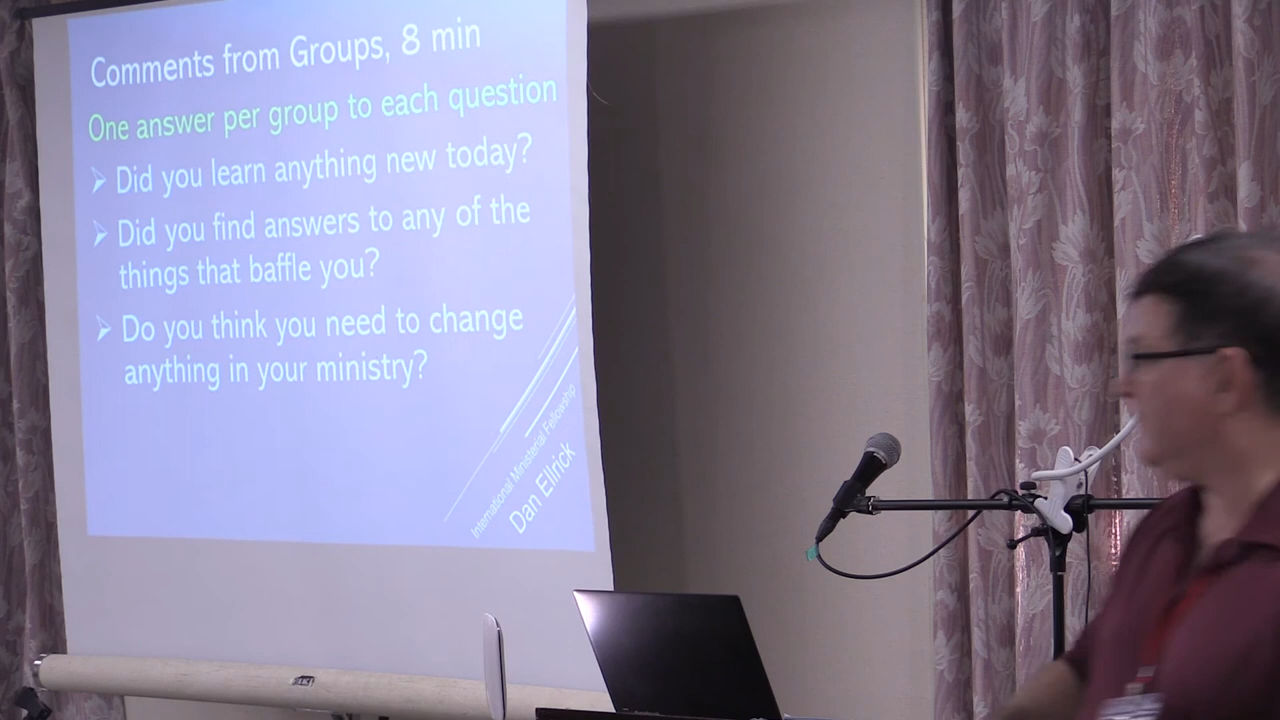 Comments from Groups, 8 min
One answer per group to each question
Did you learn anything new today?
Did you find answers to any of the
things that baffle you?
Do you think you need to change
anything in your ministry?
International Ministerial Fellowship
Dan Ellrick